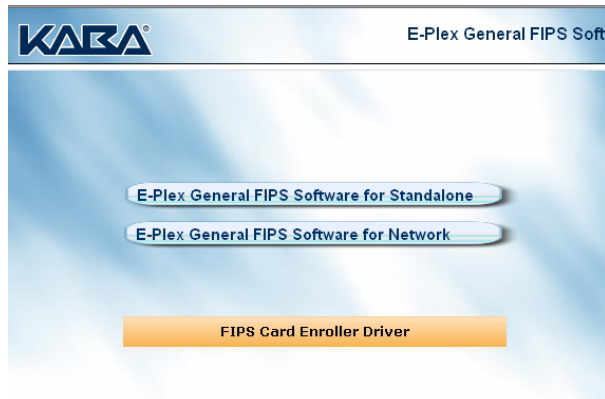 KABA®
E-Plex General FIPS Soft
E-Plex General FIPS Software for Standalone
E-Plex General FIPS Software for Network
FIPS Card Enroller Driver